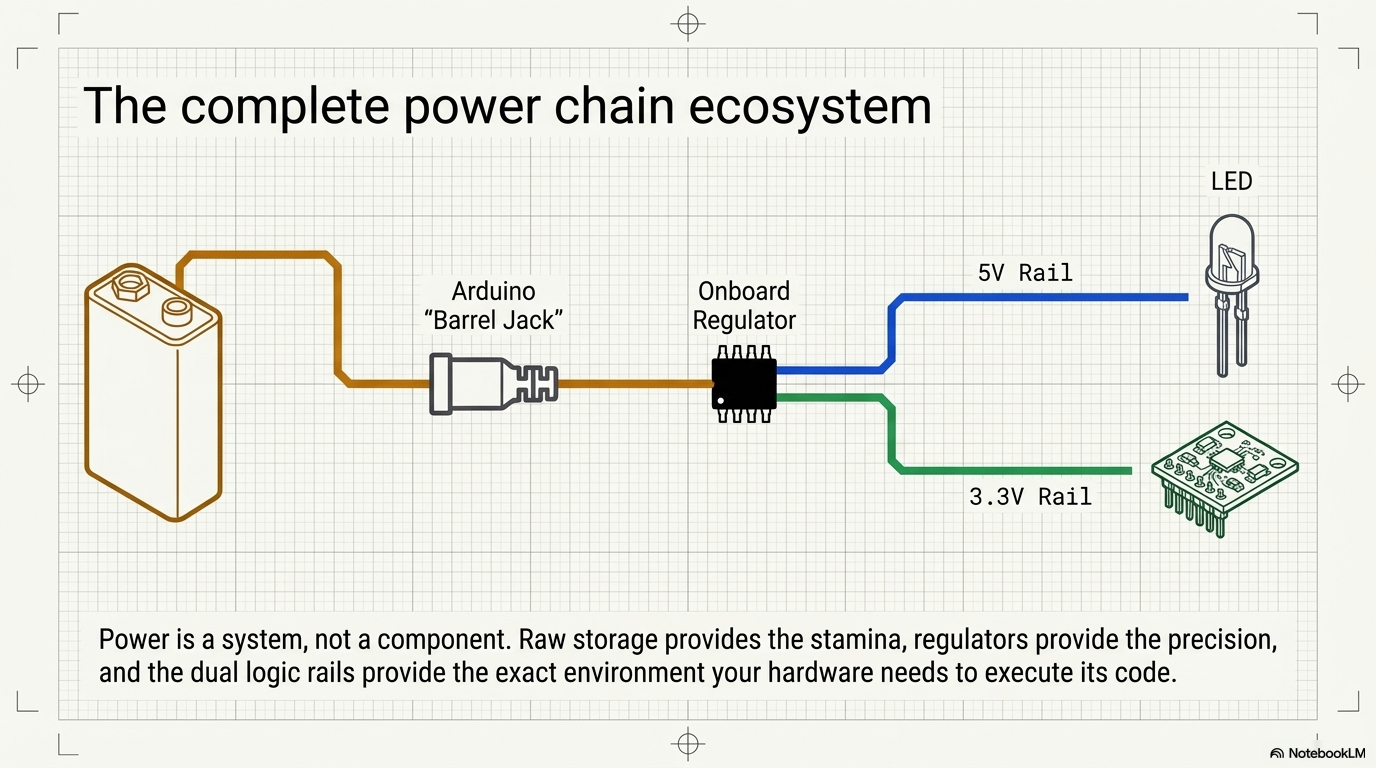 The complete power chain ecosystem
LED
5V Rail
Arduino
“Barrel Jack”
Onboard
Regulator
3.3V Rail
Power is a system, not a component. Raw storage provides the stamina, regulators provide the precision,
and the dual logic rails provide the exact environment your hardware needs to execute its code.
NotebookLM